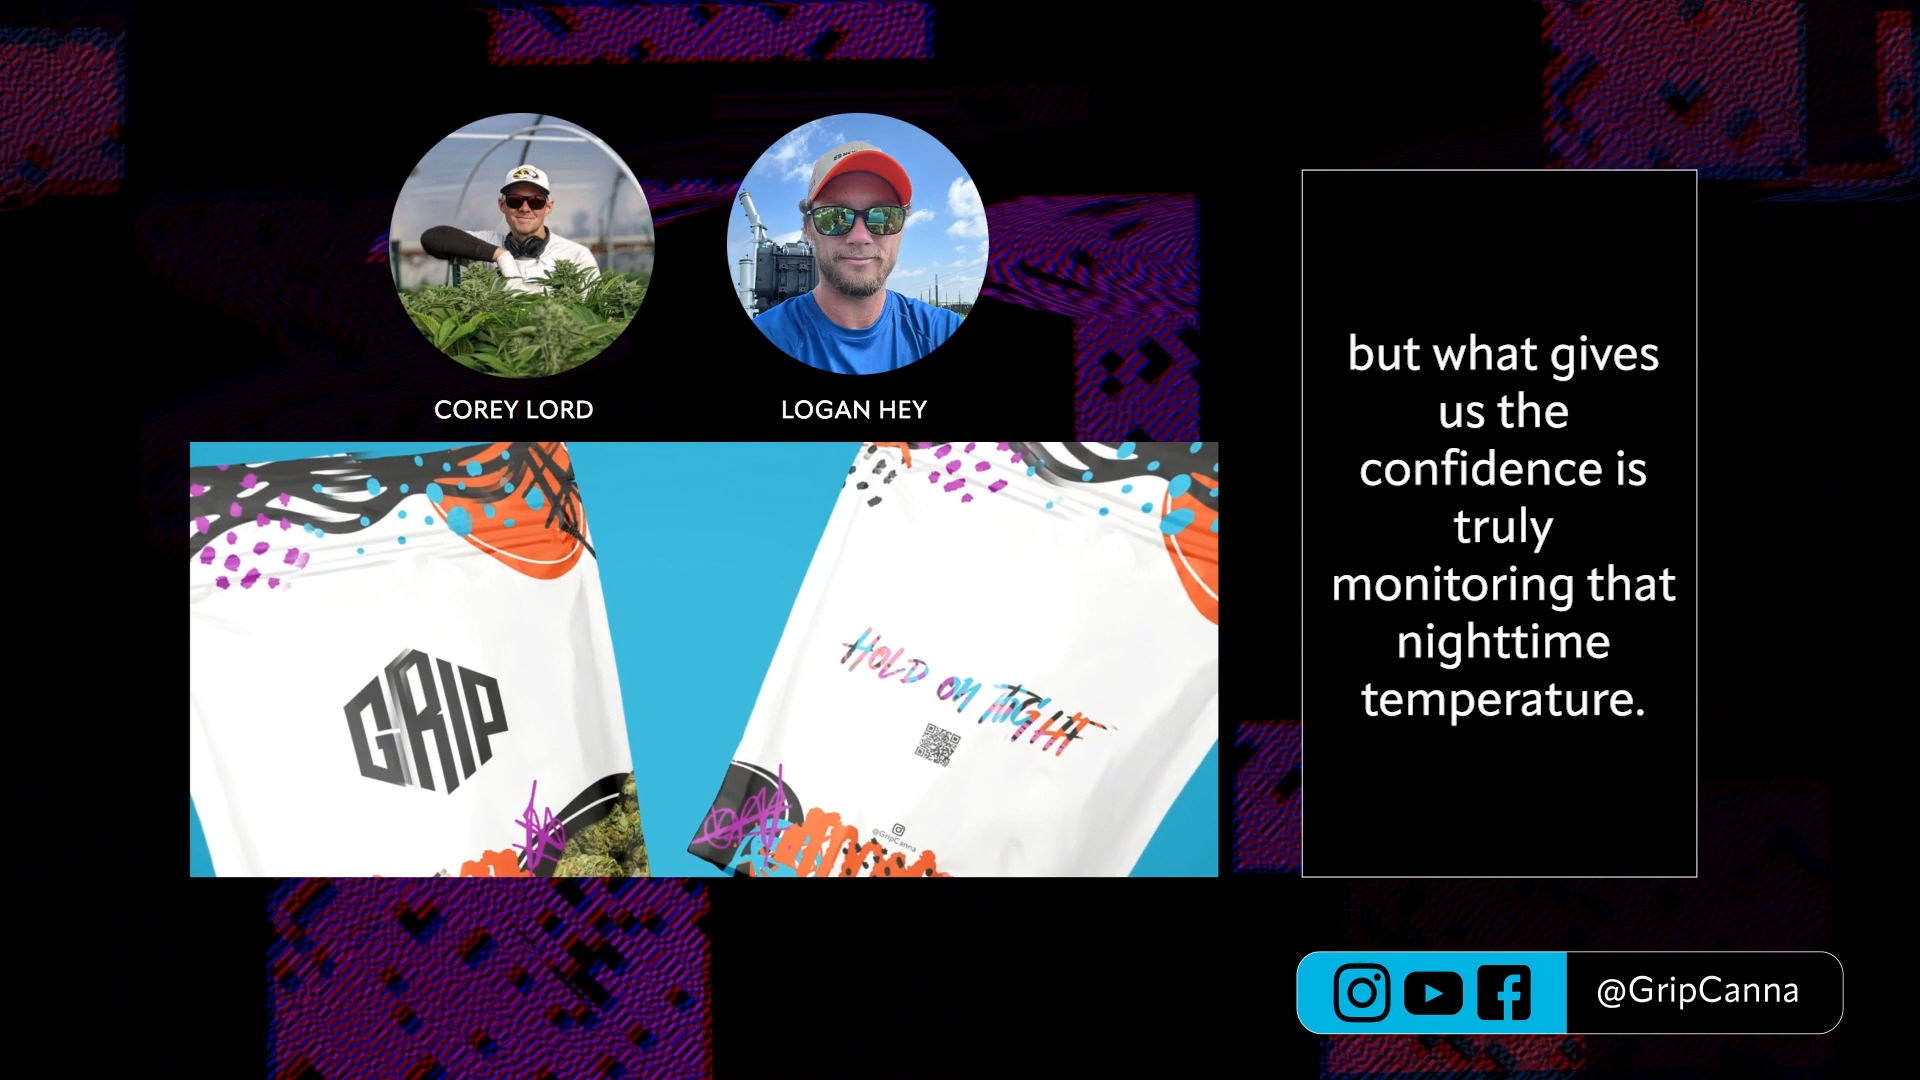 COREY LORD
LOGAN HEY
GRIP
HOLD ON TIGHT
@GripCanna
but what gives
us the
confidence is
truly
monitoring that
nighttime
temperature.
@GripCanna